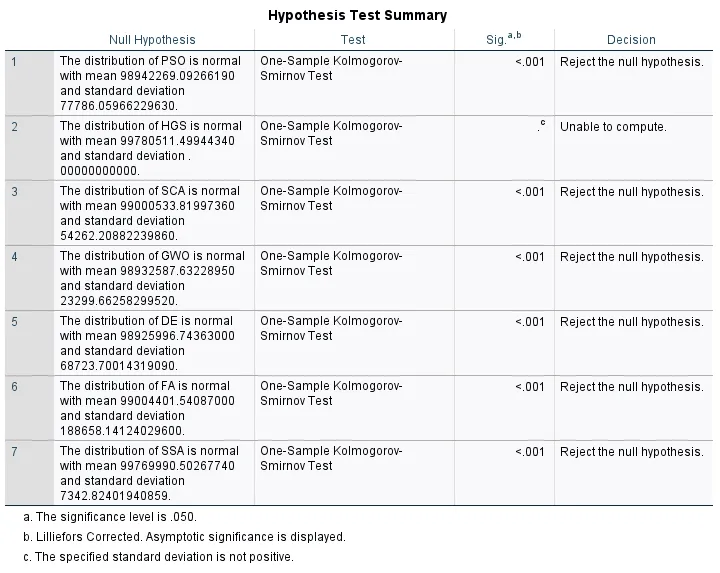 Hypothesis Test Summary
Null Hypothesis Test Sig.a,b Decision
1 The distribution of PSO is normal One-Sample Kolmogorov- <.001 Reject the null hypothesis.
with mean 98942269.09266190 Smirnov Test
and standard deviation
77786.05966229630.
2 The distribution of HGS is normal One-Sample Kolmogorov- .c Unable to compute.
with mean 99780511.49944340 Smirnov Test
and standard deviation .
00000000000.
3 The distribution of SCA is normal One-Sample Kolmogorov- <.001 Reject the null hypothesis.
with mean 99000533.81997360 Smirnov Test
and standard deviation
54262.20882239860.
4 The distribution of GWO is normal One-Sample Kolmogorov- <.001 Reject the null hypothesis.
with mean 98932587.63228950 Smirnov Test
and standard deviation
23299.66258299520.
5 The distribution of DE is normal One-Sample Kolmogorov- <.001 Reject the null hypothesis.
with mean 98925996.74363000 Smirnov Test
and standard deviation
68723.70014319090.
6 The distribution of FA is normal One-Sample Kolmogorov- <.001 Reject the null hypothesis.
with mean 99004401.54087000 Smirnov Test
and standard deviation
188658.14124029600.
7 The distribution of SSA is normal One-Sample Kolmogorov- <.001 Reject the null hypothesis.
with mean 99769990.50267740 Smirnov Test
and standard deviation
7342.82401940859.
a. The significance level is .050.
b. Lilliefors Corrected. Asymptotic significance is displayed.
c. The specified standard deviation is not positive.